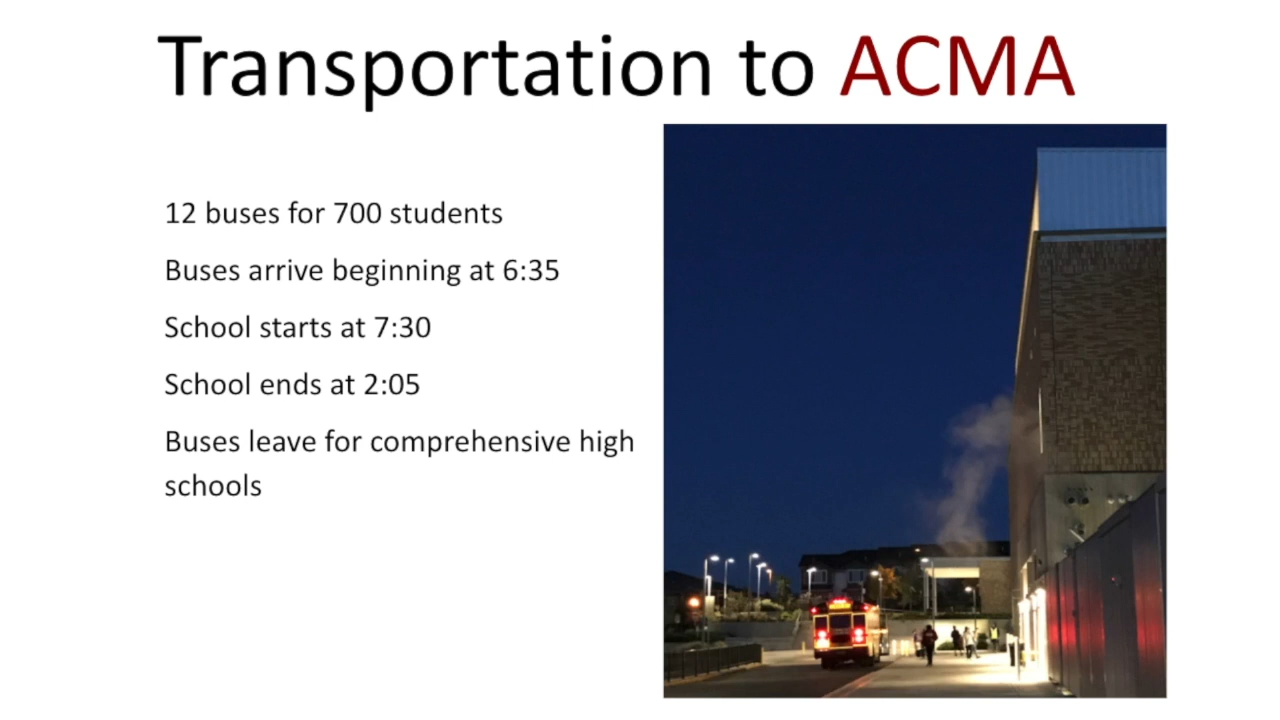 Transportation to ACMA
12 buses for 700 students
Buses arrive beginning at 6:35
School starts at 7:30
School ends at 2:05
Buses leave for comprehensive high
schools